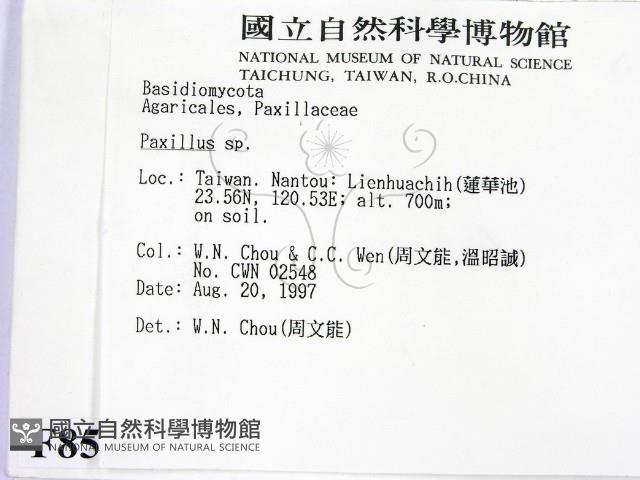 國立自然科學博物館
NATIONAL MUSEUM OF NATURAL SCIENCE
TAICHUNG, TAIWAN, R.O.CHINA
Basidiomycota
Agaricales, Paxillaceae
Paxillus sp.
Loc.: Taiwan. Nantou: Lienhuachih(蓮華池)
23.56N, 120.53E; alt. 700m;
on soil.
Col.: W.N. Chou & C.C. Wen(周文能,溫昭誠)
No. CWN 02548
Date: Aug. 20, 1997
Det.: W.N. Chou(周文能)
國立自然科學博物館
NATIONAL MUSEUM OF NATURAL SCIENCE
F85